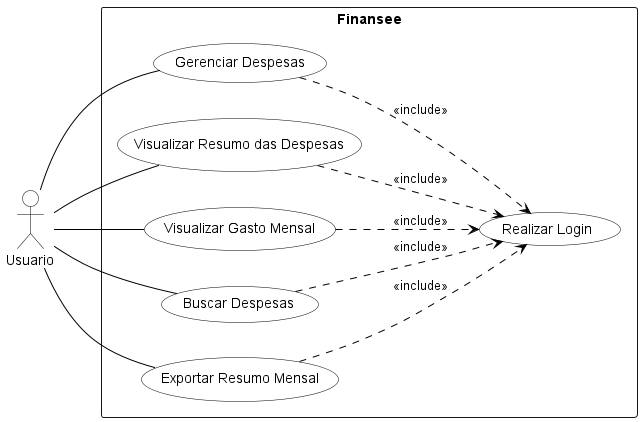 Finansee
Gerenciar Despesas
«include»
Visualizar Resumo das Despesas
«include»
Visualizar Gasto Mensal
«include»
Realizar Login
«include»
Usuario
Buscar Despesas
«include»
Exportar Resumo Mensal